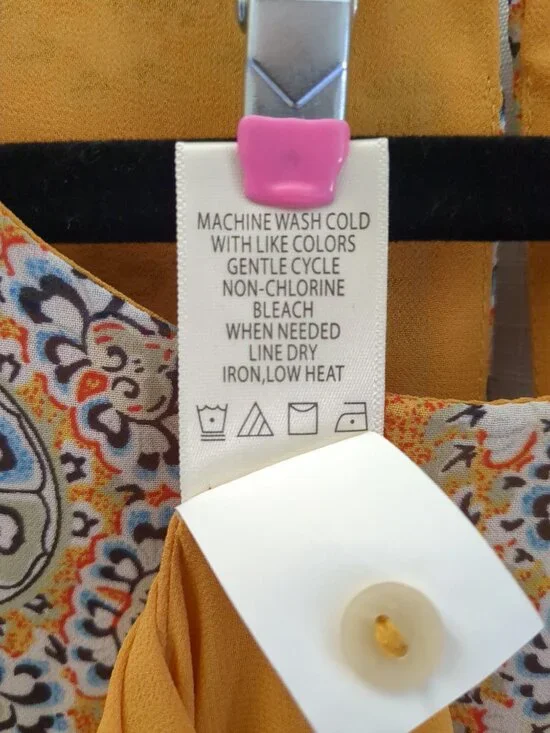 MACHINE WASH COLD
WITH LIKE COLORS
GENTLE CYCLE
NON-CHLORINE
BLEACH
WHEN NEEDED
LINE DRY
IRON,LOW HEAT